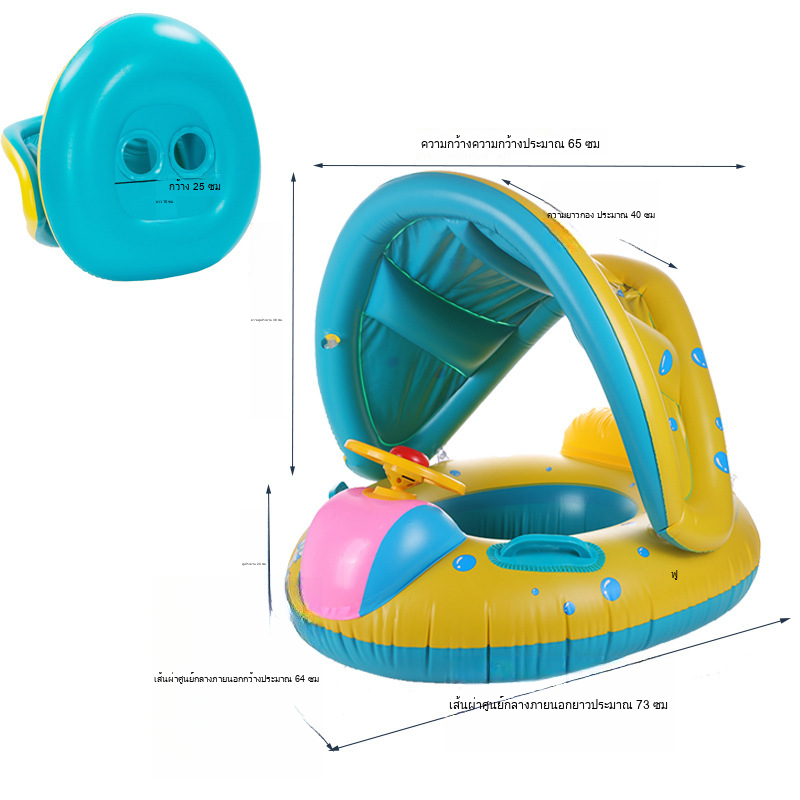 ความกว้างความกว้างประมาณ 65 ซม
กว้าง 25 ซม
ความยาวกอง ประมาณ 40 ซม
ฟู
เส้นผ่าศูนย์กลางภายนอกกว้างประมาณ 64 ซม
เส้นผ่าศูนย์กลางภายนอกยาวประมาณ 73 ซม